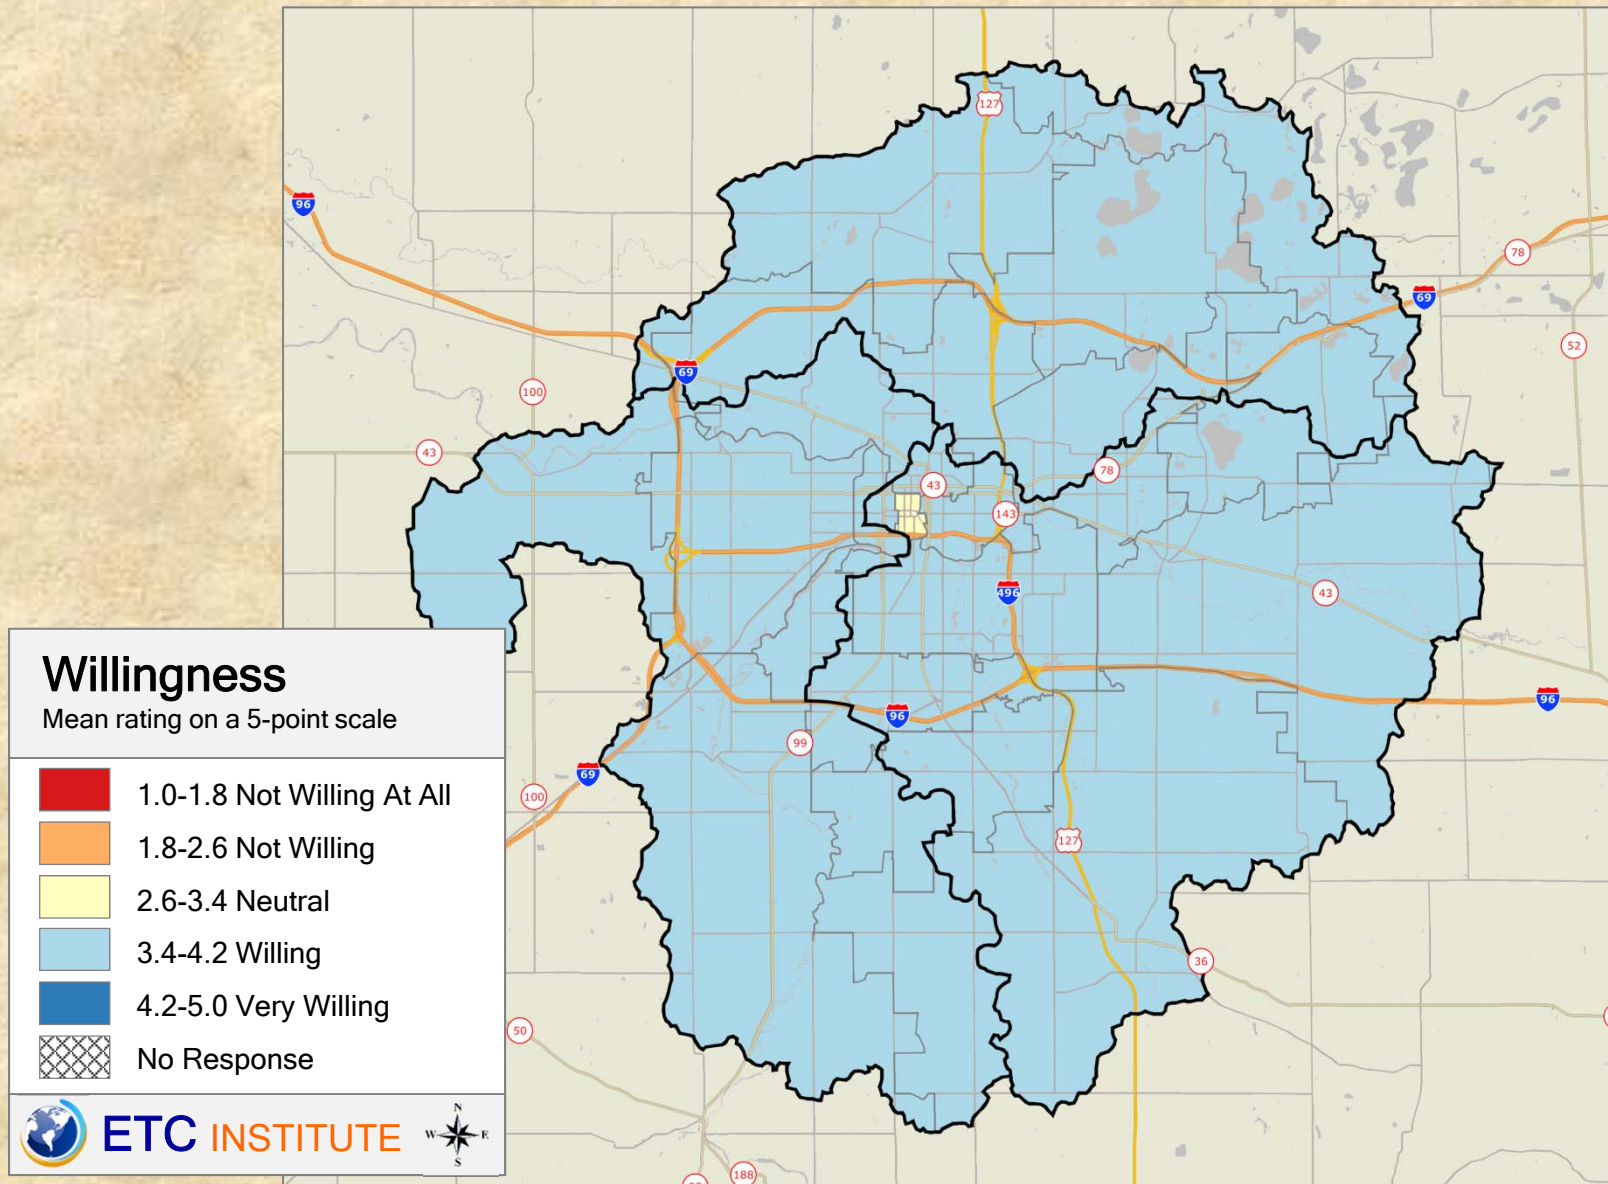 127
96
78
69
52
69
100
43
43
78
143
496
43
96
96
99
69
100
127
36
50
188
Willingness
Mean rating on a 5-point scale
1.0-1.8 Not Willing At All
1.8-2.6 Not Willing
2.6-3.4 Neutral
3.4-4.2 Willing
4.2-5.0 Very Willing
No Response
ETC INSTITUTE
N
W E
S